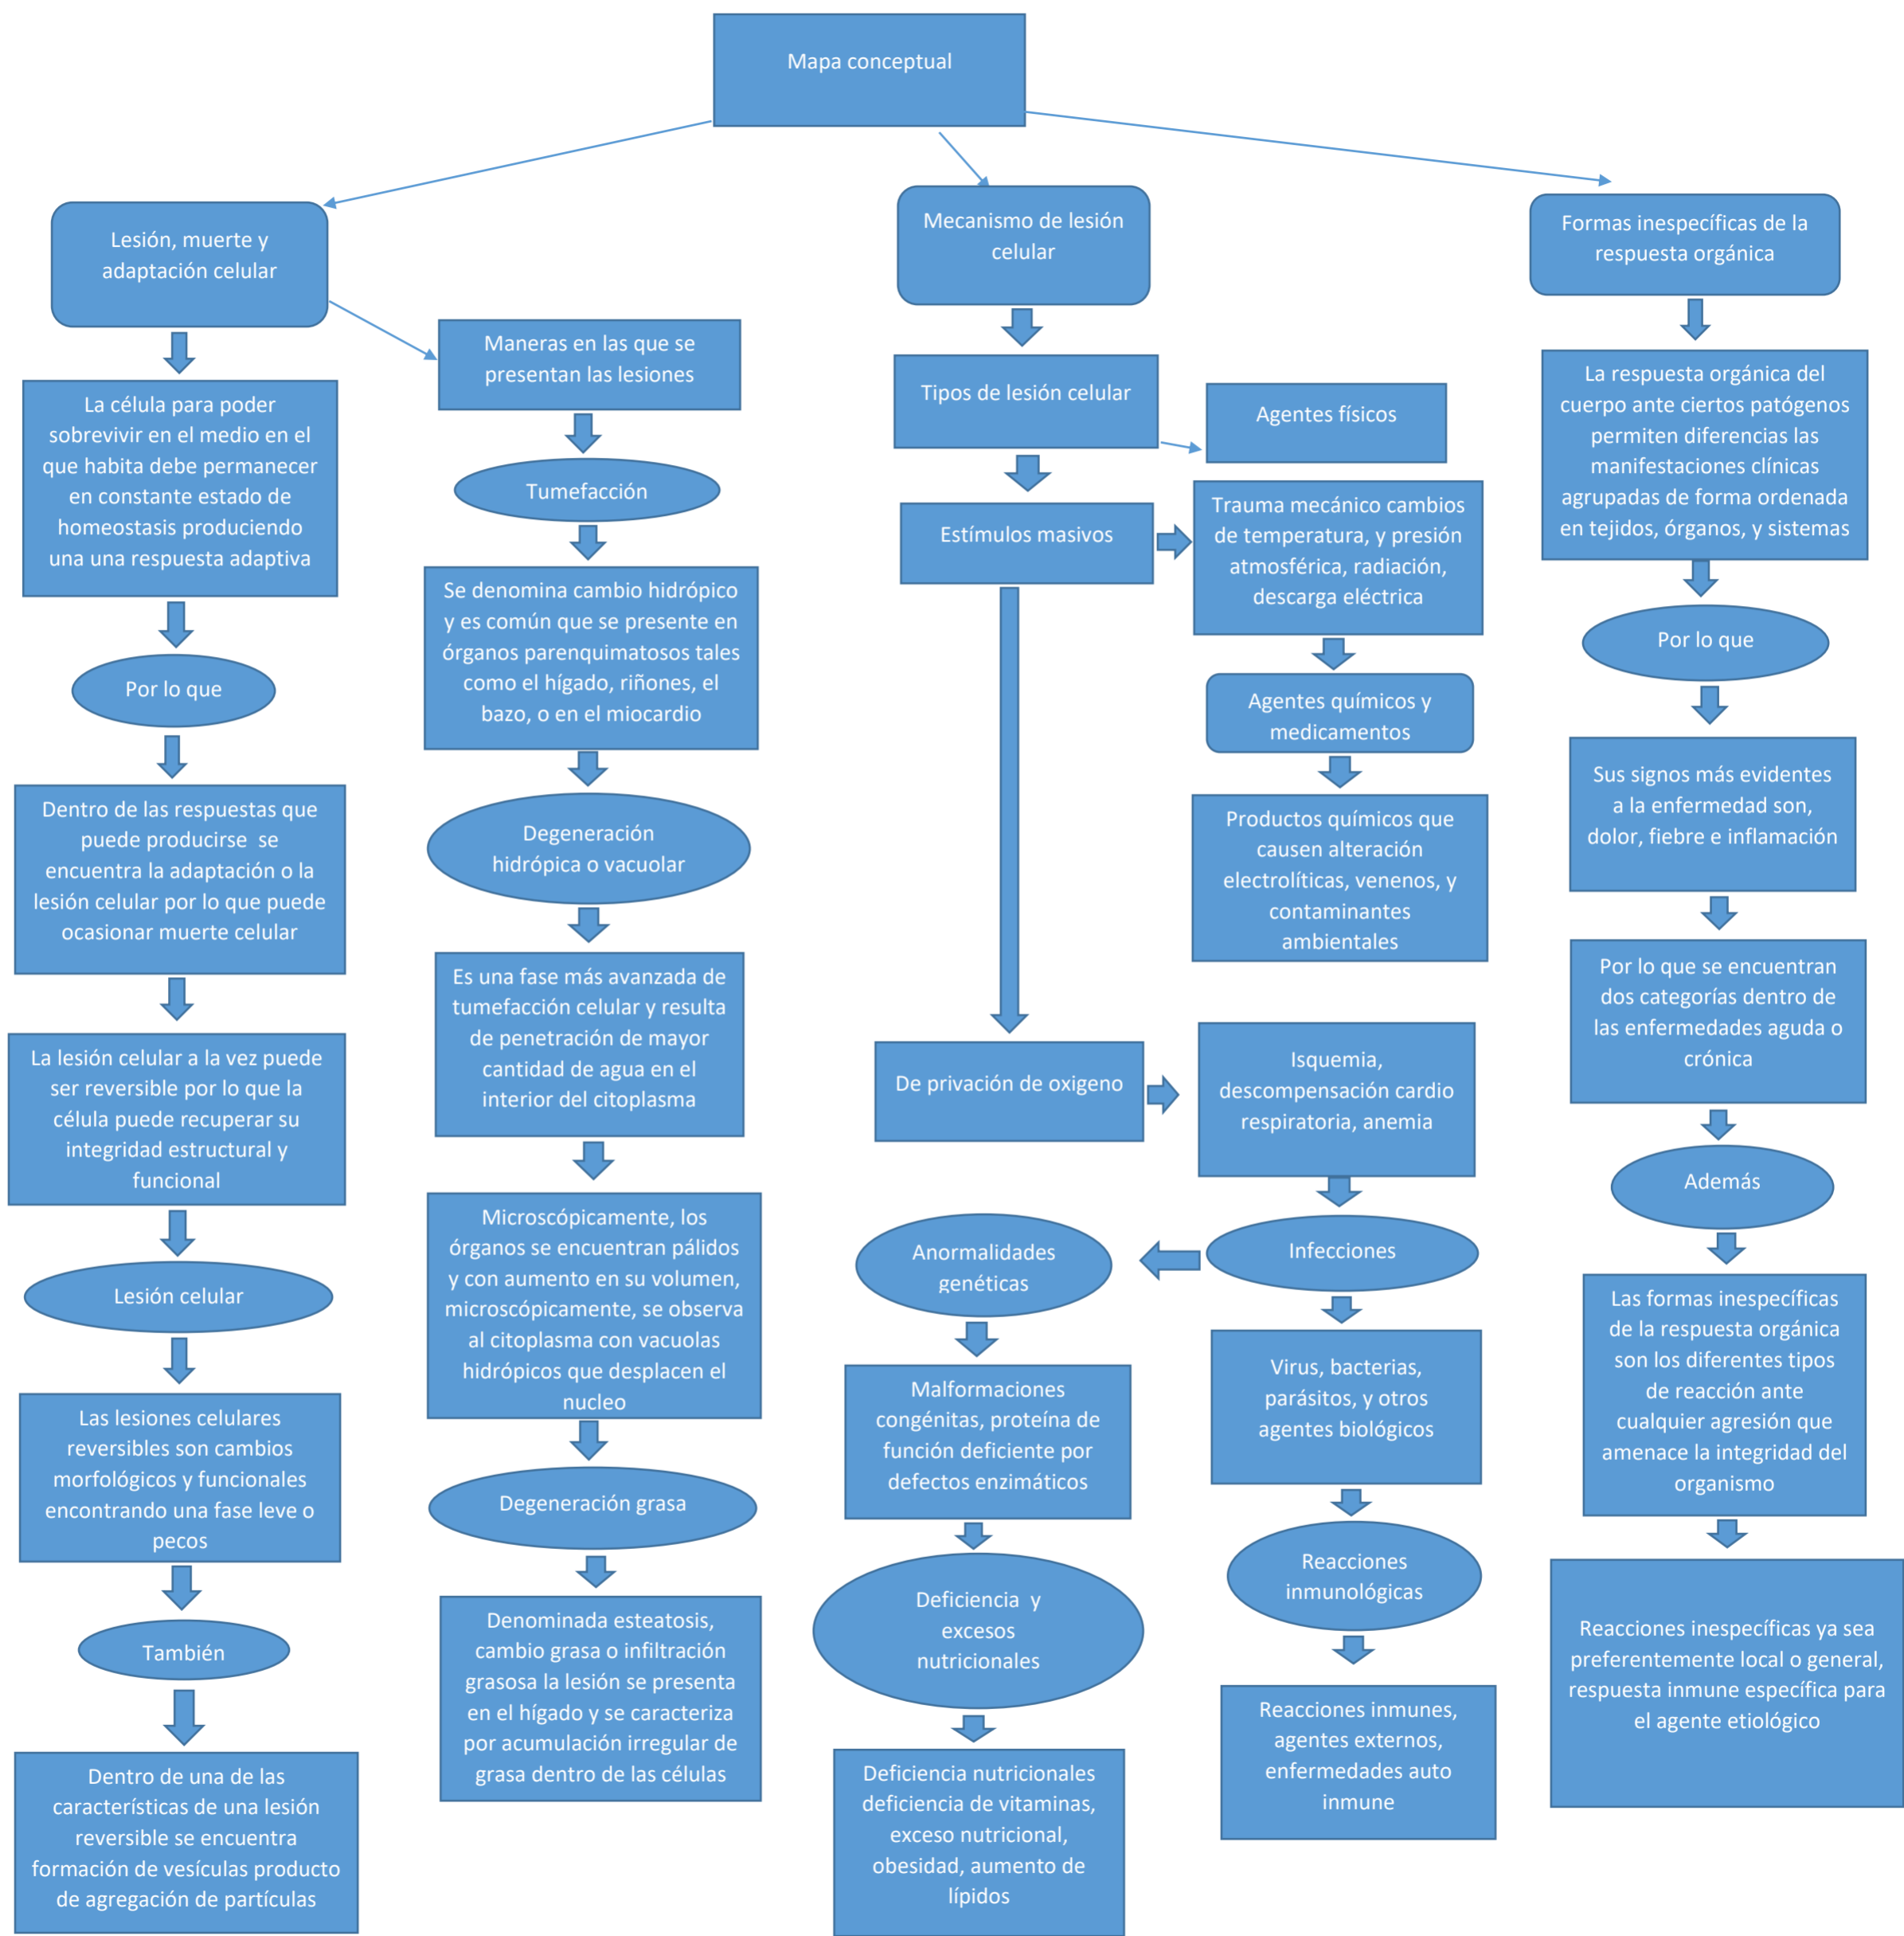 Mapa conceptual
Lesión, muerte y
adaptación celular
La célula para poder
sobrevivir en el medio en el
que habita debe permanecer
en constante estado de
homeostasis produciendo
una una respuesta adaptiva
Por lo que
Dentro de las respuestas que
puede producirse se
encuentra la adaptación o la
lesión celular por lo que puede
ocasionar muerte celular
La lesión celular a la vez puede
ser reversible por lo que la
célula puede recuperar su
integridad estructural y
funcional
Lesión celular
Las lesiones celulares
reversibles son cambios
morfológicos y funcionales
encontrando una fase leve o
pecos
También
Dentro de una de las
características de una lesión
reversible se encuentra
formación de vesículas producto
de agregación de partículas
Maneras en las que se
presentan las lesiones
Tumefacción
Se denomina cambio hidrópico
y es común que se presente en
órganos parenquimatosos tales
como el hígado, riñones, el
bazo, o en el miocardio
Degeneración
hidrópica o vacuolar
Es una fase más avanzada de
tumefacción celular y resulta
de penetración de mayor
cantidad de agua en el
interior del citoplasma
Microscópicamente, los
órganos se encuentran pálidos
y con aumento en su volumen,
microscópicamente, se observa
al citoplasma con vacuolas
hidrópicos que desplacen el
nucleo
Degeneración grasa
Denominada esteatosis,
cambio grasa o infiltración
grasosa la lesión se presenta
en el hígado y se caracteriza
por acumulación irregular de
grasa dentro de las células
Mecanismo de lesión
celular
Tipos de lesión celular
Agentes físicos
Estímulos masivos
Trauma mecánico cambios
de temperatura, y presión
atmosférica, radiación,
descarga eléctrica
Agentes químicos y
medicamentos
Productos químicos que
causen alteración
electrolíticas, venenos, y
contaminantes
ambientales
De privación de oxigeno
Isquemia,
descompensación cardio
respiratoria, anemia
Infecciones
Anormalidades
genéticas
Malformaciones
congénitas, proteína de
función deficiente por
defectos enzimáticos
Deficiencia y
excesos
nutricionales
Deficiencia nutricionales
deficiencia de vitaminas,
exceso nutricional,
obesidad, aumento de
lípidos
Virus, bacterias,
parásitos, y otros
agentes biológicos
Reacciones
inmunológicas
Reacciones inmunes,
agentes externos,
enfermedades auto
inmune
Formas inespecíficas de la
respuesta orgánica
La respuesta orgánica del
cuerpo ante ciertos patógenos
permiten diferencias las
manifestaciones clínicas
agrupadas de forma ordenada
en tejidos, órganos, y sistemas
Por lo que
Sus signos más evidentes
a la enfermedad son,
dolor, fiebre e inflamación
Por lo que se encuentran
dos categorías dentro de
las enfermedades aguda o
crónica
Además
Las formas inespecíficas
de la respuesta orgánica
son los diferentes tipos
de reacción ante
cualquier agresión que
amenace la integridad del
organismo
Reacciones inespecíficas ya sea
preferentemente local o general,
respuesta inmune específica para
el agente etiológico